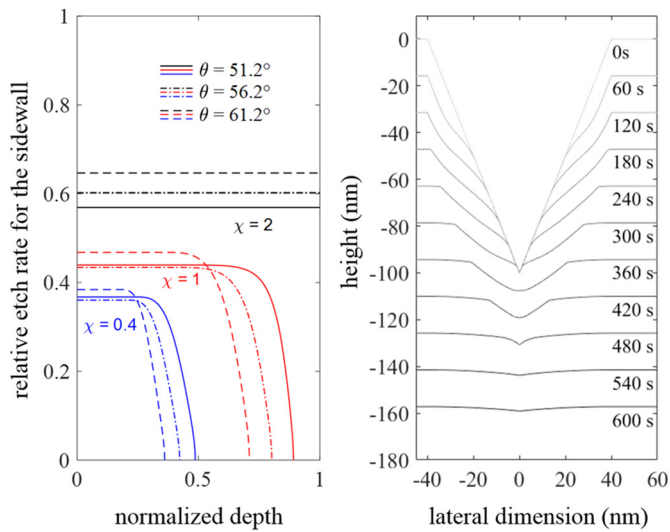 relative etch rate for the sidewall
1
0.8
0.6
0.4
0.2
0
θ = 51.2°
θ = 56.2°
θ = 61.2°
χ = 2
χ = 1
χ = 0.4
0
0.5
1
normalized depth
height (nm)
0
-20
-40
-60
-80
-100
-120
-140
-160
-180
0s
60 s
120 s
180 s
240 s
300 s
360 s
420 s
480 s
540 s
600 s
-40
-20
0
20
40
60
lateral dimension (nm)